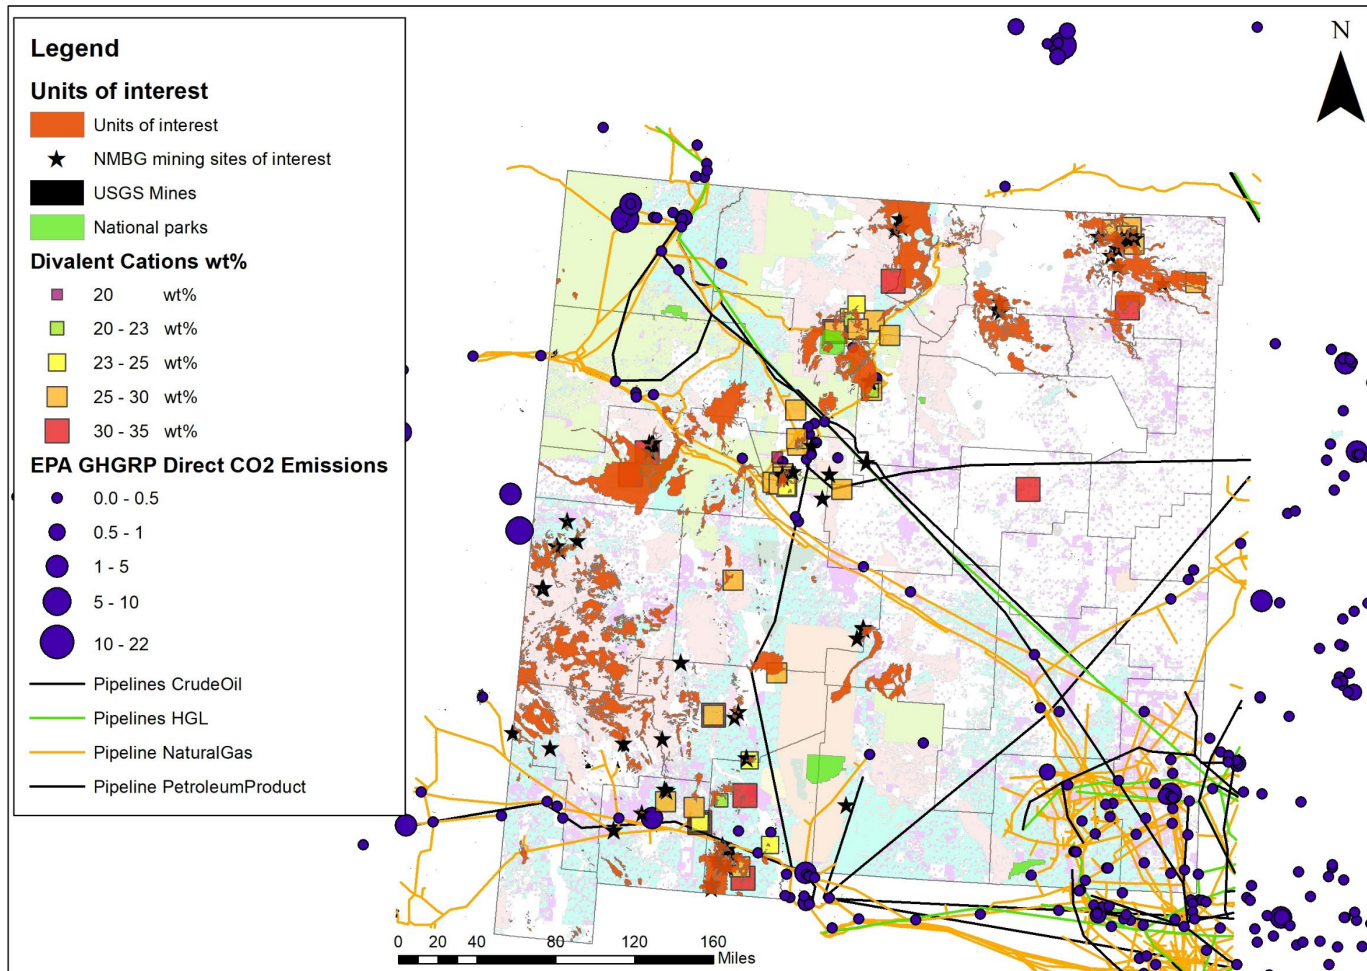 Legend
Units of interest
Units of interest
NMBG mining sites of interest
USGS Mines
National parks
Divalent Cations wt%
20 wt%
20 - 23 wt%
23 - 25 wt%
25 - 30 wt%
30 - 35 wt%
EPA GHGRP Direct CO2 Emissions
0.0 - 0.5
0.5 - 1
1 - 5
5 - 10
10 - 22
Pipelines CrudeOil
Pipelines HGL
Pipeline NaturalGas
Pipeline PetroleumProduct
N
0 20 40 80 120 160
Miles